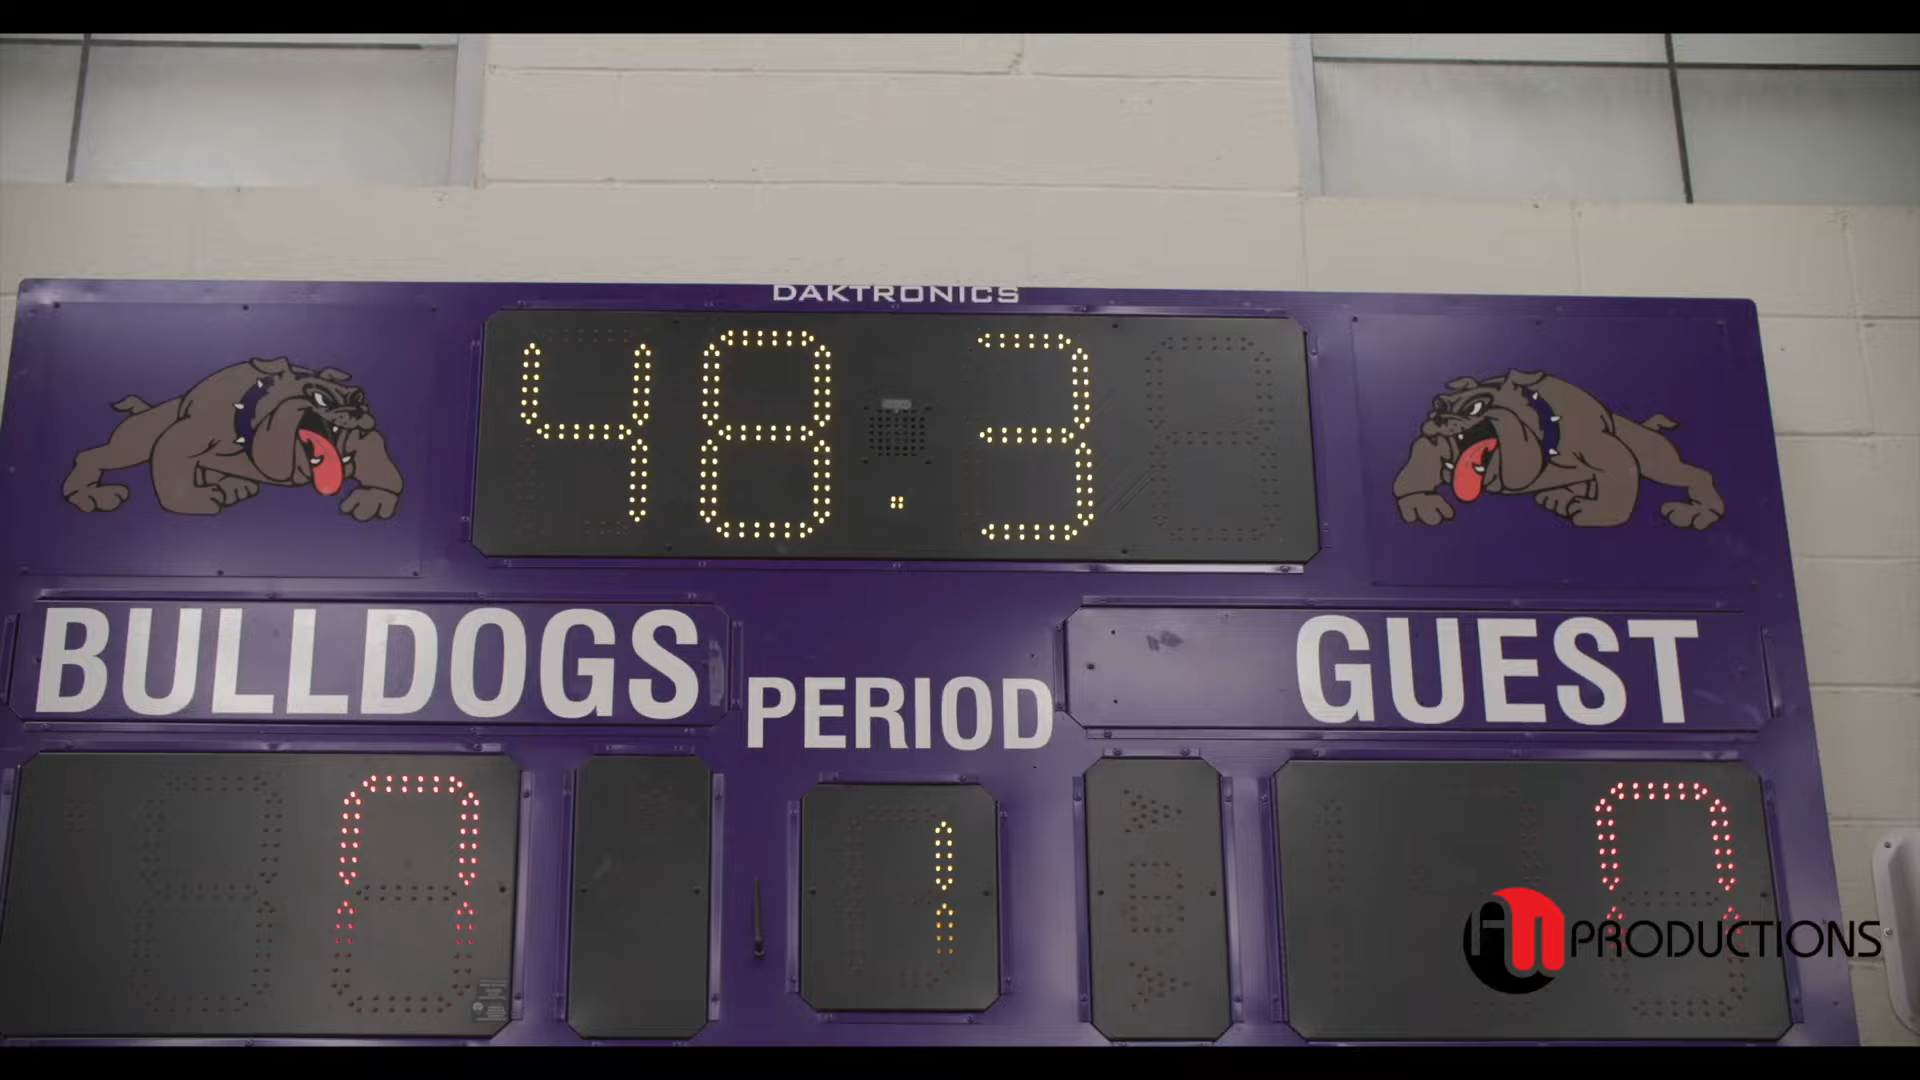 DAKTRONICS
48.3
BULLDOGS
PERIOD
GUEST
0
1
0
PRODUCTIONS